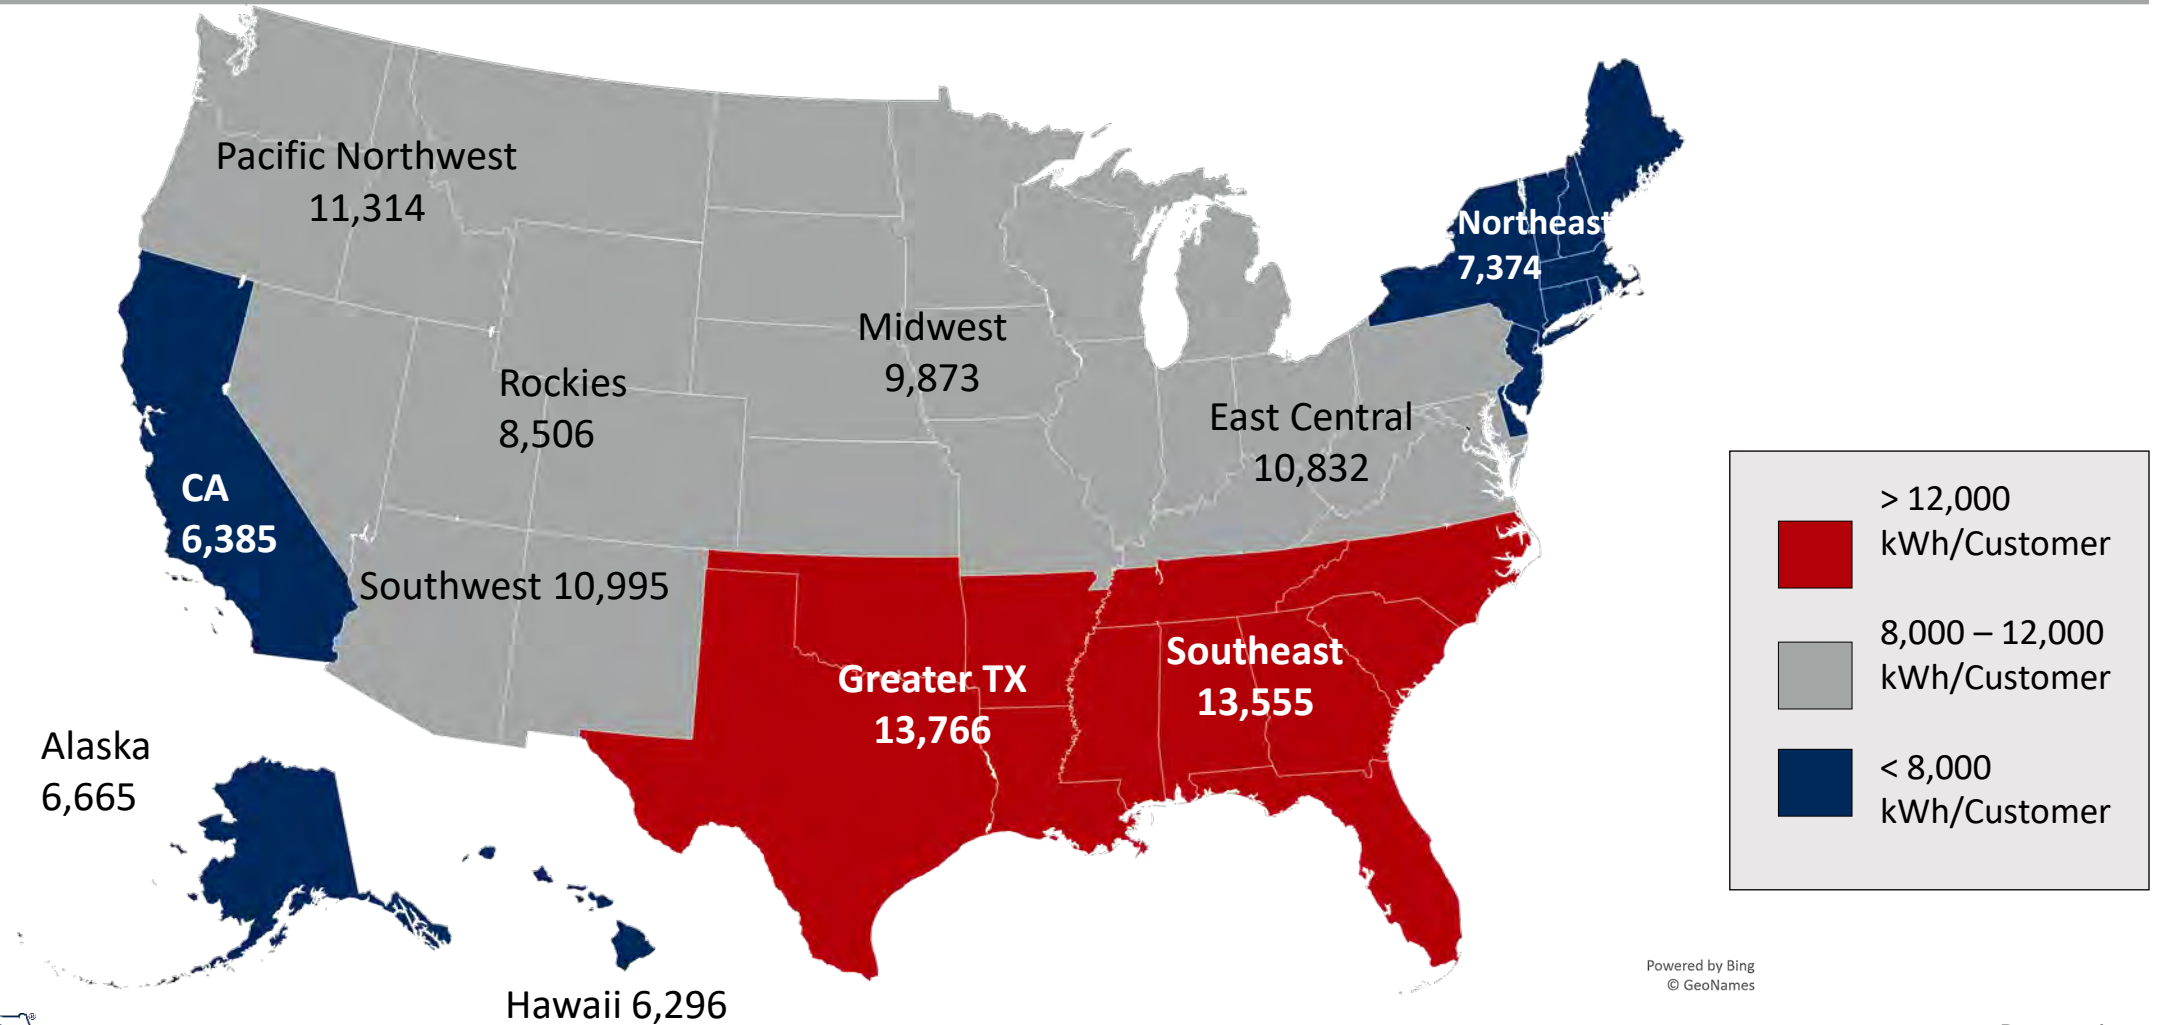 Pacific Northwest
11,314
Northeast
7,374
Midwest
9,873
Rockies
8,506
East Central
10,832
CA
6,385
Southwest 10,995
> 12,000
kWh/Customer
8,000 – 12,000
kWh/Customer
< 8,000
kWh/Customer
Southeast
13,555
Greater TX
13,766
Alaska
6,665
Hawaii 6,296
Powered by Bing
© GeoNames
®